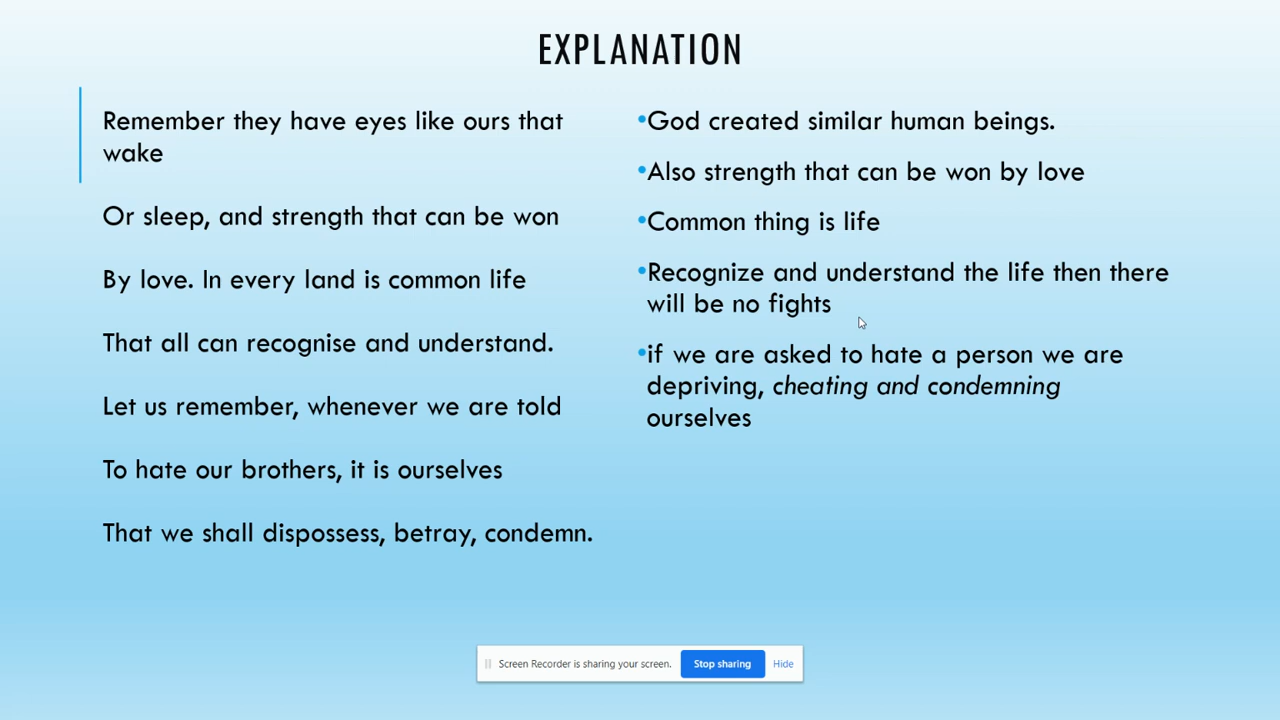 EXPLANATION
Remember they have eyes like ours that
wake
Or sleep, and strength that can be won
By love. In every land is common life
That all can recognise and understand.
Let us remember, whenever we are told
To hate our brothers, it is ourselves
That we shall dispossess, betray, condemn.
•God created similar human beings.
•Also strength that can be won by love
•Common thing is life
•Recognize and understand the life then there
will be no fights
•if we are asked to hate a person we are
depriving, cheating and condemning
ourselves
Screen Recorder is sharing your screen. Stop sharing Hide